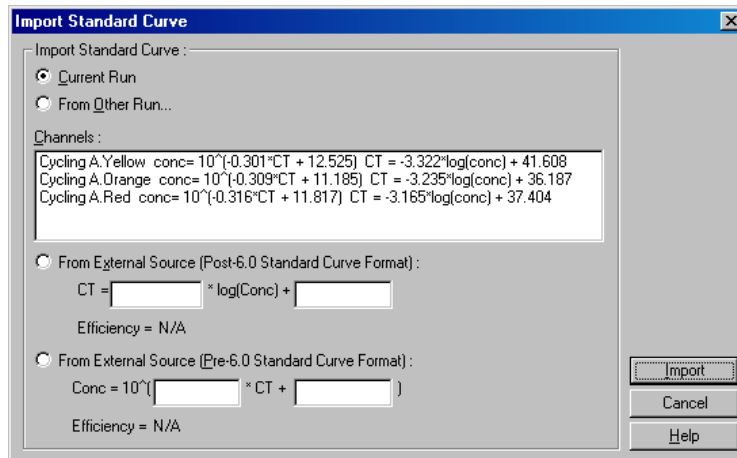 Import Standard Curve
Import Standard Curve :
Current Run
From Other Run...
Channels :
Cycling A.Yellow conc= 10^(-0.301*CT + 12.525) CT = -3.322*log(conc) + 41.608
Cycling A.Orange conc= 10^(-0.309*CT + 11.185) CT = -3.235*log(conc) + 36.187
Cycling A.Red conc= 10^(-0.316*CT + 11.817) CT = -3.165*log(conc) + 37.404
From External Source (Post-6.0 Standard Curve Format) :
CT = * log(Conc) +
Efficiency = N/A
From External Source (Pre-6.0 Standard Curve Format) :
Conc = 10^( * CT + )
Efficiency = N/A
Import
Cancel
Help